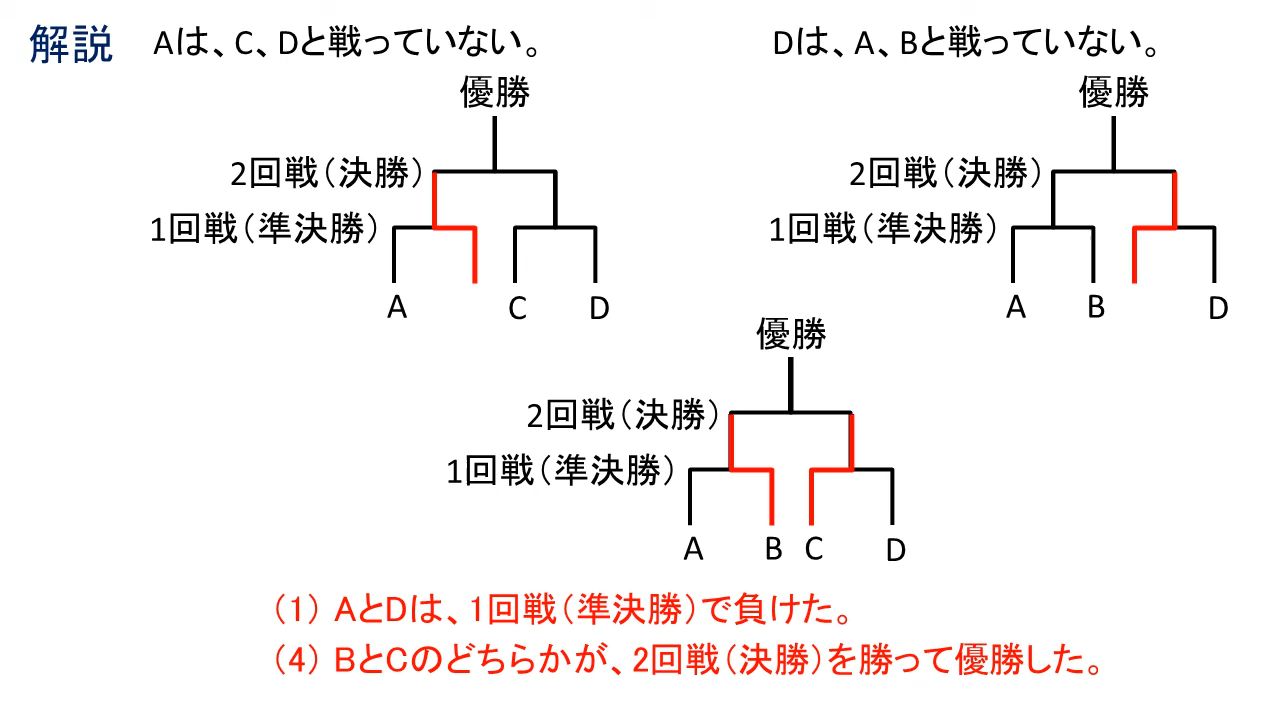 解説
Aは、C、Dと戦っていない。
優勝
2回戦（決勝）
1回戦（準決勝）
A C D
Dは、A、Bと戦っていない。
優勝
2回戦（決勝）
1回戦（準決勝）
A B D
優勝
2回戦（決勝）
1回戦（準決勝）
A B C D
（1） AとDは、1回戦（準決勝）で負けた。
（4） BとCのどちらかが、2回戦（決勝）を勝って優勝した。